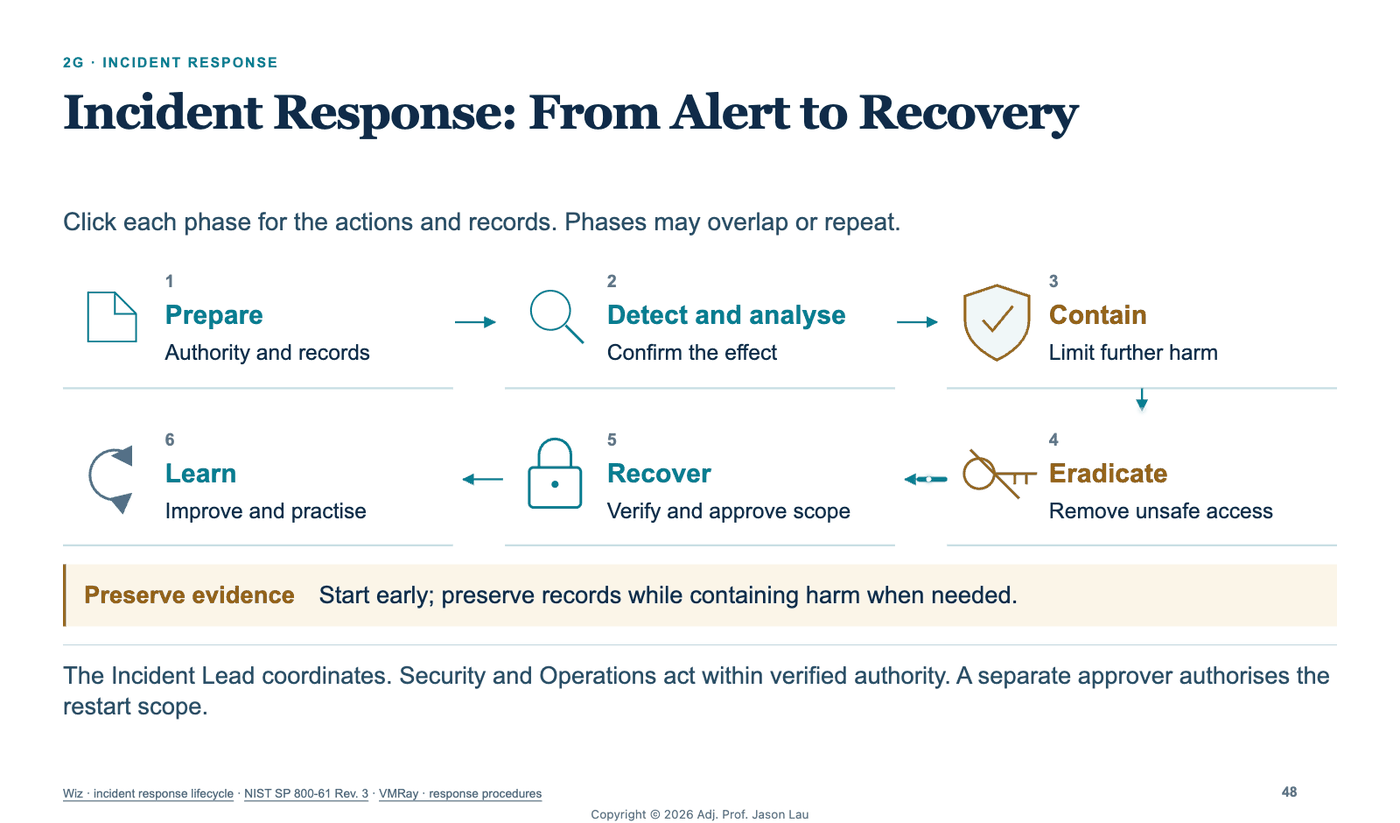 2G · INCIDENT RESPONSE
Incident Response: From Alert to Recovery
Click each phase for the actions and records. Phases may overlap or repeat.
1
Prepare
Authority and records
2
Detect and analyse
Confirm the effect
3
Contain
Limit further harm
6
Learn
Improve and practise
5
Recover
Verify and approve scope
4
Eradicate
Remove unsafe access
Preserve evidence Start early; preserve records while containing harm when needed.
The Incident Lead coordinates. Security and Operations act within verified authority. A separate approver authorises the
restart scope.
Wiz · incident response lifecycle · NIST SP 800-61 Rev. 3 · VMRay · response procedures
48
Copyright © 2026 Adj. Prof. Jason Lau